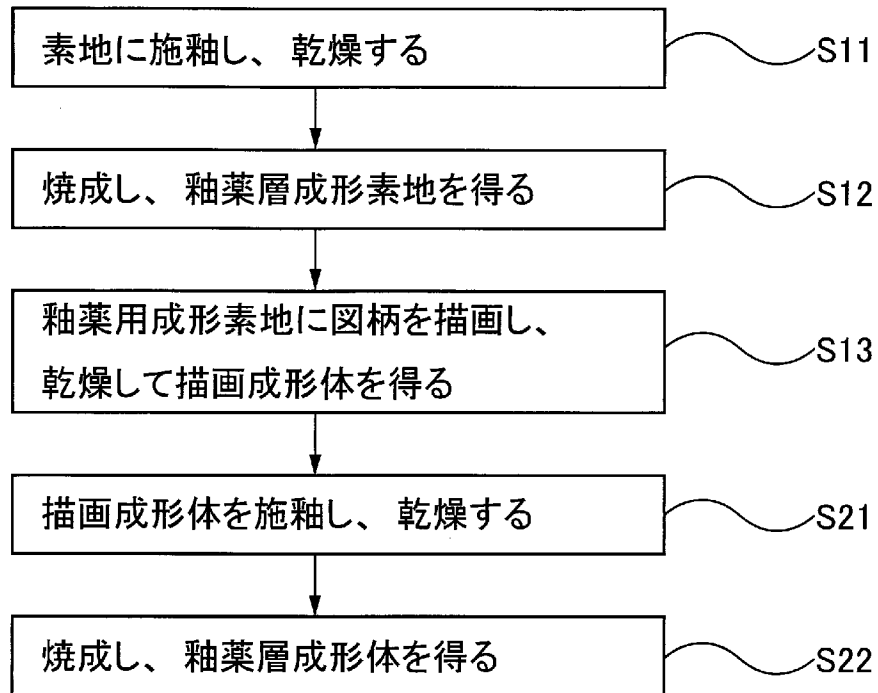 素地に施釉し、乾燥する
S11
焼成し、釉薬層成形素地を得る
S12
釉薬用成形素地に図柄を描画し、
乾燥して描画成形体を得る
S13
描画成形体を施釉し、乾燥する
S21
焼成し、釉薬層成形体を得る
S22